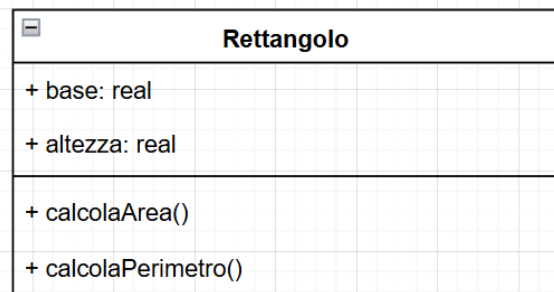 Rettangolo
+ base: real
+ altezza: real
+ calcolaArea()
+ calcolaPerimetro()